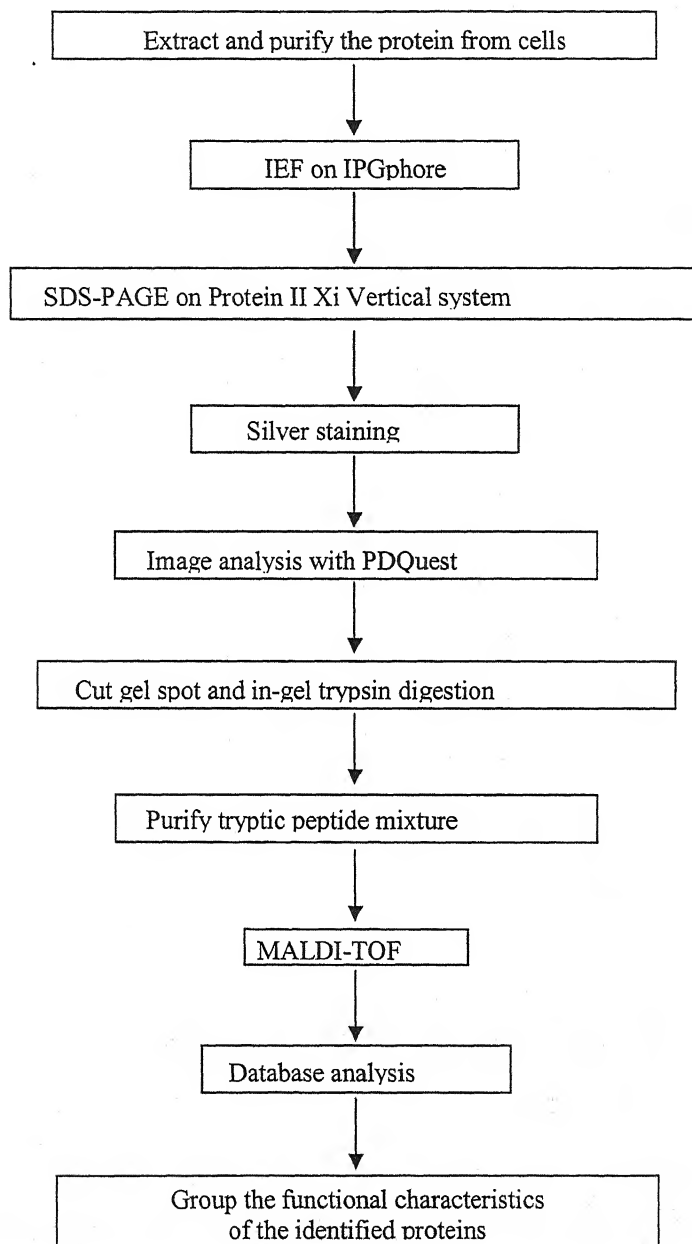 Extract and purify the protein from cells
IEF on IPGphore
SDS-PAGE on Protein II Xi Vertical system
Silver staining
Image analysis with PDQuest
Cut gel spot and in-gel trypsin digestion
Purify tryptic peptide mixture
MALDI-TOF
Database analysis
Group the functional characteristics
of the identified proteins